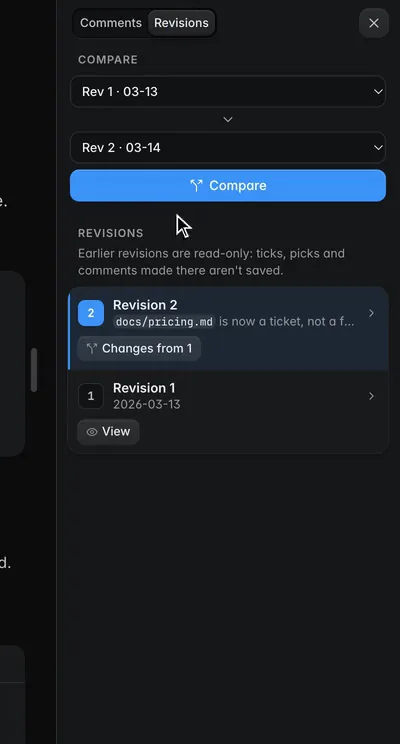 Comments Revisions
COMPARE
Rev 1 · 03-13
Rev 2 · 03-14
Compare
e.
REVISIONS
Earlier revisions are read-only: ticks, picks and
comments made there aren't saved.
2 Revision 2
docs/pricing.md is now a ticket, not a f...
Changes from 1
1 Revision 1
2026-03-13
View
d.